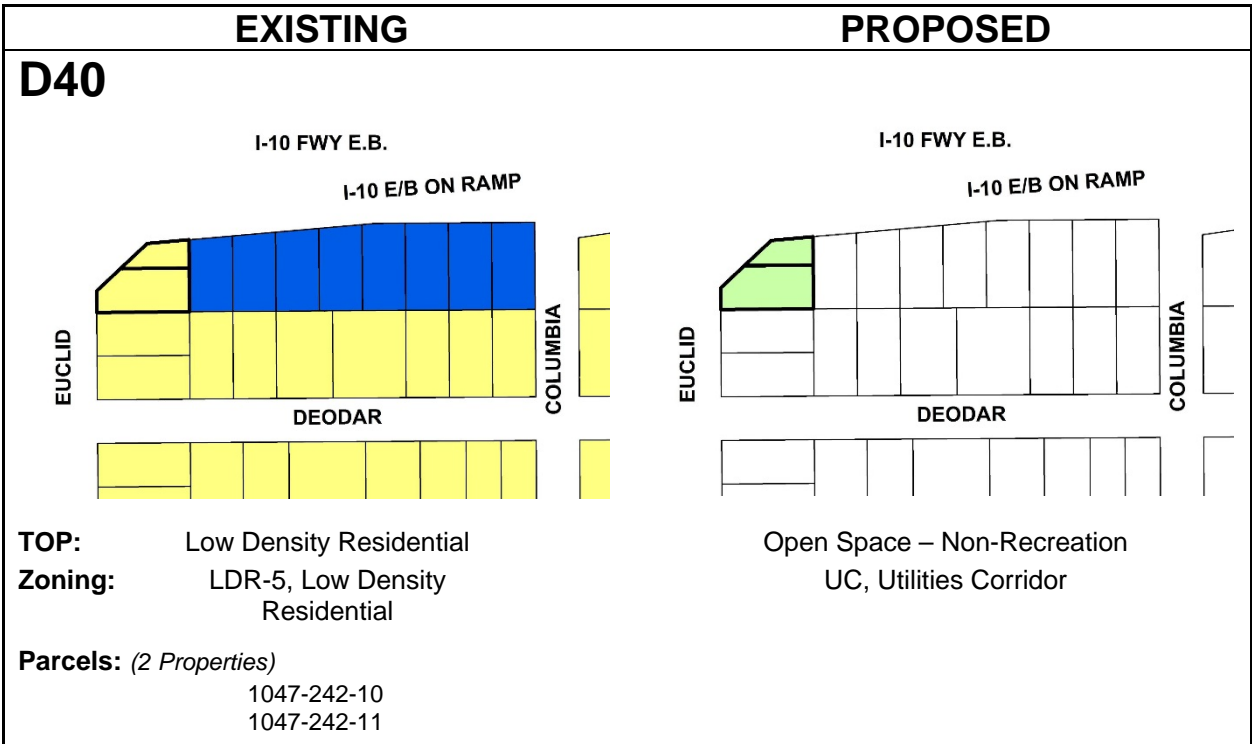 EXISTING
PROPOSED
D40
I-10 FWY E.B.
I-10 E/B ON RAMP
EUCLID
COLUMBIA
DEODAR
I-10 FWY E.B.
I-10 E/B ON RAMP
EUCLID
COLUMBIA
DEODAR
TOP: Low Density Residential
Open Space – Non-Recreation
Zoning: LDR-5, Low Density
Residential
UC, Utilities Corridor
Parcels: (2 Properties)
1047-242-10
1047-242-11